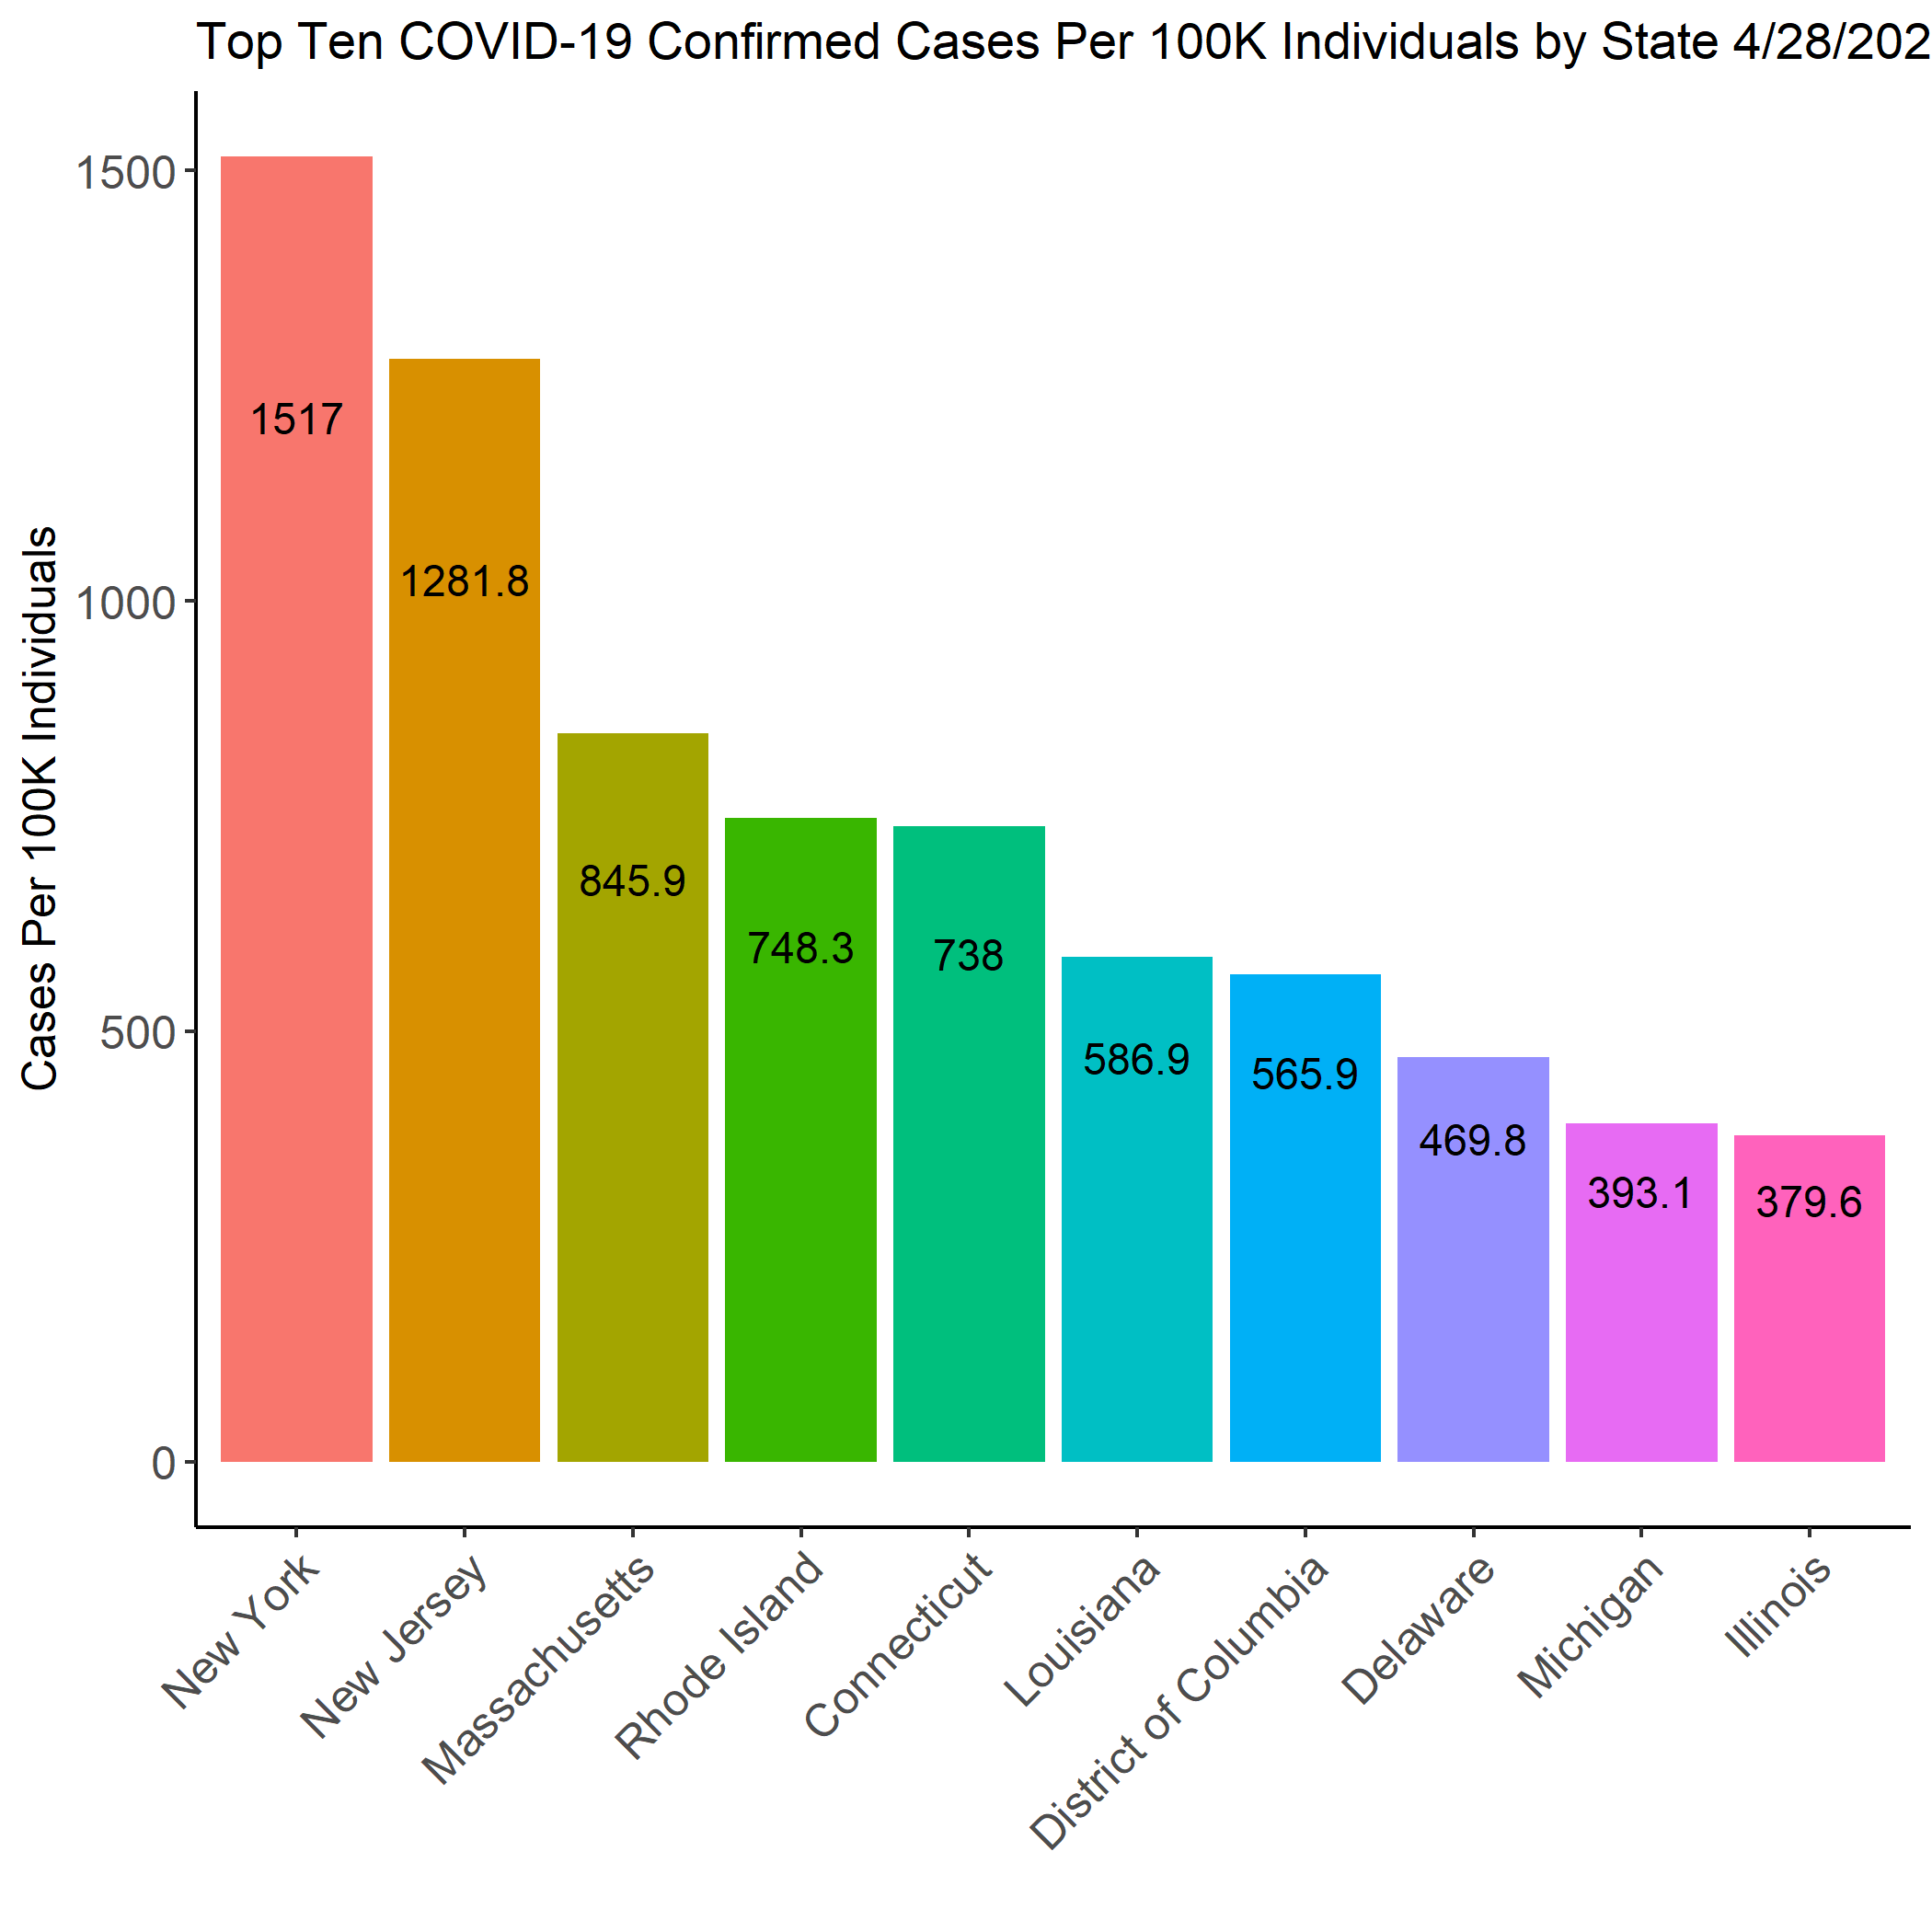 Top Ten COVID-19 Confirmed Cases Per 100K Individuals by State 4/28/202
Cases Per 100K Individuals
1500
1000
500
0
1517
1281.8
845.9
748.3
738
586.9
565.9
469.8
393.1
379.6
New York
New Jersey
Massachusetts
Rhode Island
Connecticut
Louisiana
District of Columbia
Delaware
Michigan
Illinois